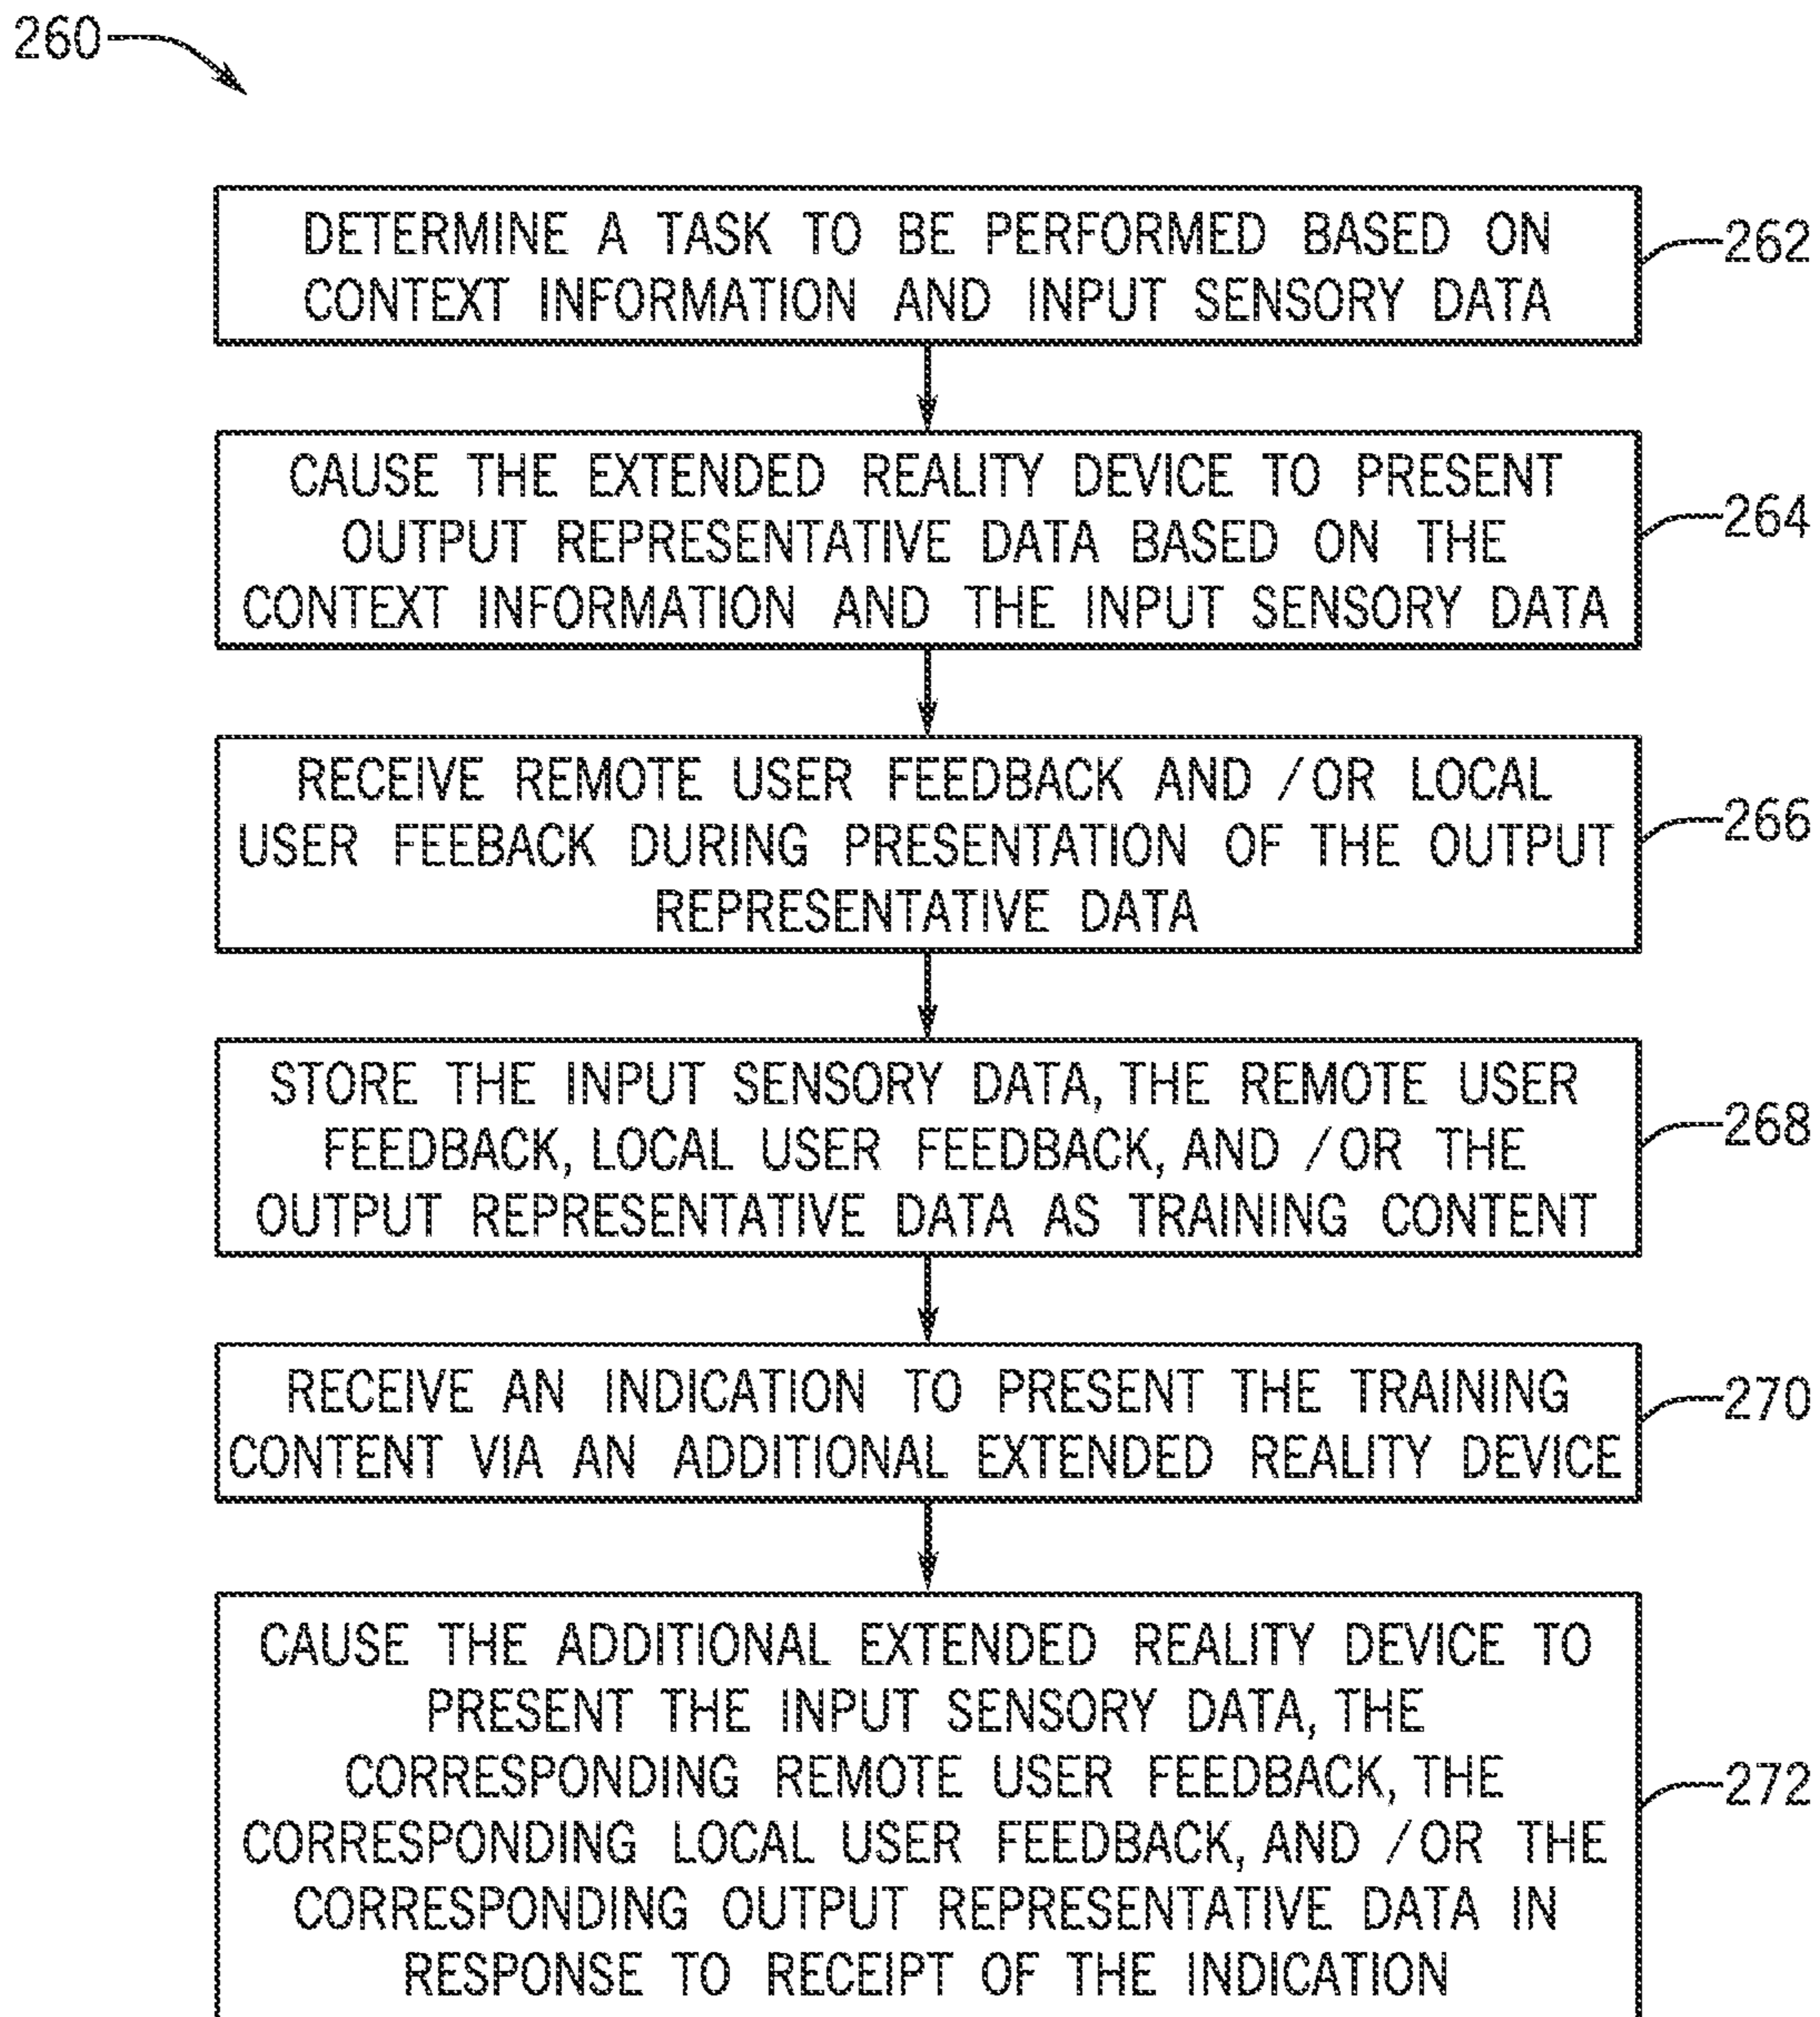 260
DETERMINE A TASK TO BE PERFORMED BASED ON
CONTEXT INFORMATION AND INPUT SENSORY DATA
262
CAUSE THE EXTENDED REALITY DEVICE TO PRESENT
OUTPUT REPRESENTATIVE DATA BASED ON THE
CONTEXT INFORMATION AND THE INPUT SENSORY DATA
264
RECEIVE REMOTE USER FEEDBACK AND /OR LOCAL
USER FEEBACK DURING PRESENTATION OF THE OUTPUT
REPRESENTATIVE DATA
266
STORE THE INPUT SENSORY DATA, THE REMOTE USER
FEEDBACK, LOCAL USER FEEDBACK, AND /OR THE
OUTPUT REPRESENTATIVE DATA AS TRAINING CONTENT
268
RECEIVE AN INDICATION TO PRESENT THE TRAINING
CONTENT VIA AN ADDITIONAL EXTENDED REALITY DEVICE
270
CAUSE THE ADDITIONAL EXTENDED REALITY DEVICE TO
PRESENT THE INPUT SENSORY DATA, THE
CORRESPONDING REMOTE USER FEEDBACK, THE
CORRESPONDING LOCAL USER FEEDBACK, AND /OR THE
CORRESPONDING OUTPUT REPRESENTATIVE DATA IN
RESPONSE TO RECEIPT OF THE INDICATION
272